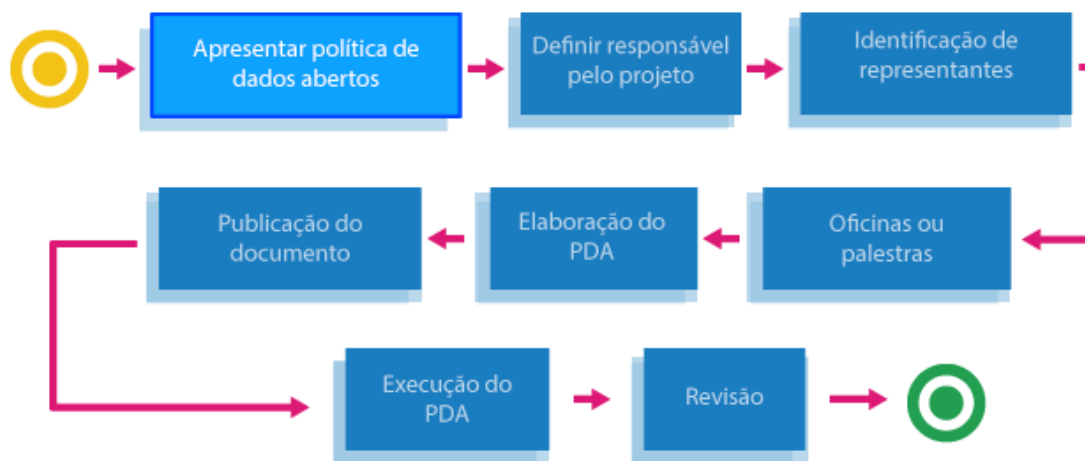 Apresentar política de
dados abertos
Definir responsável
pelo projeto
Identificação de
representantes
Oficinas ou
palestras
Elaboração do
PDA
Publicação do
documento
Execução do
PDA
Revisão